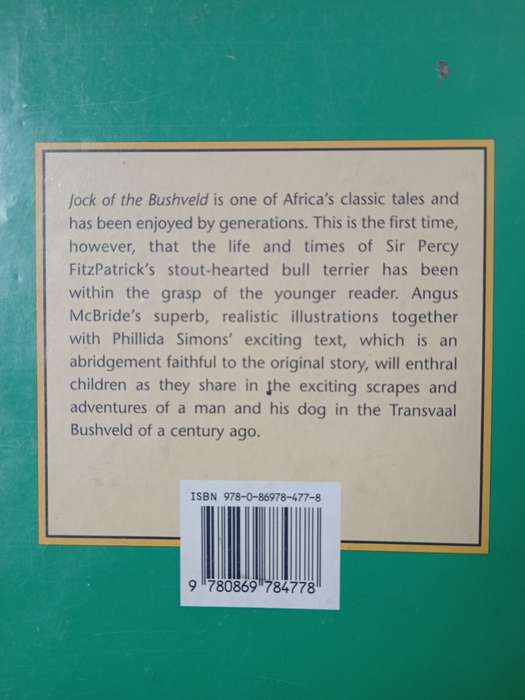 Jock of the Bushveld is one of Africa's classic tales and
has been enjoyed by generations. This is the first time,
however, that the life and times of Sir Percy
FitzPatrick's stout-hearted bull terrier has been
within the grasp of the younger reader. Angus
McBride's superb, realistic illustrations together
with Phillida Simons' exciting text, which is an
abridgement faithful to the original story, will enthral
children as they share in the exciting scrapes and
adventures of a man and his dog in the Transvaal
Bushveld of a century ago.
ISBN 978-0-86978-477-8
9 780869 784778